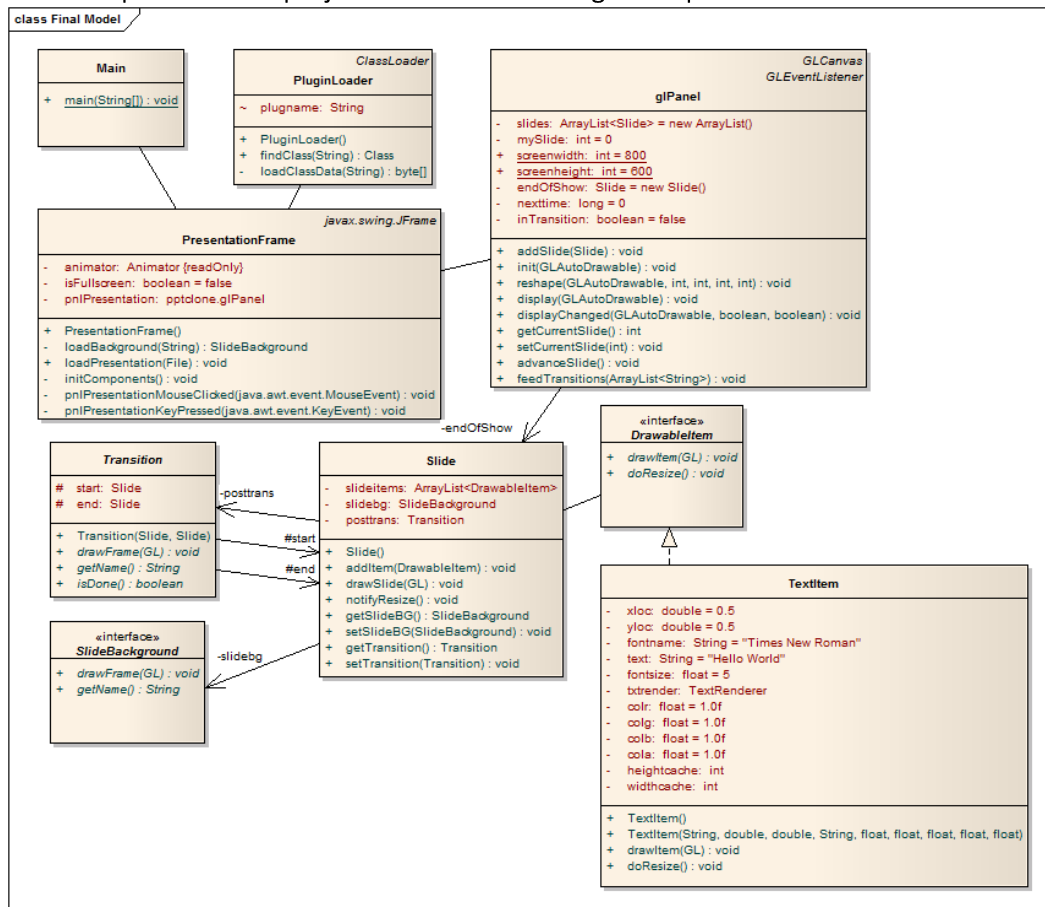 class Final Model
Main
+ main(String[]) : void
ClassLoader
PluginLoader
~ plugname: String
+ PluginLoader()
+ findClass(String) : Class
- loadClassData(String) : byte[]
GLCanvas
GLEventListener
glPanel
- slides: ArrayList<Slide> = new ArrayList()
- mySlide: int = 0
+ screenwidth: int = 800
+ screenheight: int = 600
- endOfShow: Slide = new Slide()
- nexttime: long = 0
- inTransition: boolean = false
+ addSlide(Slide) : void
+ init(GLAutoDrawable) : void
+ reshape(GLAutoDrawable, int, int, int, int) : void
+ display(GLAutoDrawable) : void
+ displayChanged(GLAutoDrawable, boolean, boolean) : void
+ getCurrentSlide() : int
+ setCurrentSlide(int) : void
+ advanceSlide() : void
+ feedTransitions(ArrayList<String>) : void
javax.swing.JFrame
PresentationFrame
- animator: Animator {readOnly}
- isFullscreen: boolean = false
- pnlPresentation: pptclone.glPanel
+ PresentationFrame()
- loadBackground(String) : SlideBackground
+ loadPresentation(File) : void
- initComponents() : void
- pnlPresentationMouseClicked(java.awt.event.MouseEvent) : void
- pnlPresentationKeyPressed(java.awt.event.KeyEvent) : void
-endOfShow
«interface»
DrawableItem
+ drawItem(GL) : void
+ doResize() : void
Transition
# start: Slide
# end: Slide
+ Transition(Slide, Slide)
+ drawFrame(GL) : void
+ getName() : String
+ isDone() : boolean
-posttrans
#start
#end
Slide
- slideitems: ArrayList<DrawableItem>
- slidebg: SlideBackground
- posttrans: Transition
+ Slide()
+ addItem(DrawableItem) : void
+ drawSlide(GL) : void
+ notifyResize() : void
+ getSlideBG() : SlideBackground
+ setSlideBG(SlideBackground) : void
+ getTransition() : Transition
+ setTransition(Transition) : void
«interface»
SlideBackground
+ drawFrame(GL) : void
+ getName() : String
-slidebg
TextItem
- xloc: double = 0.5
- yloc: double = 0.5
- fontname: String = "Times New Roman"
- text: String = "Hello World"
- fontsize: float = 5
- txtrender: TextRenderer
- colr: float = 1.0f
- colg: float = 1.0f
- colb: float = 1.0f
- cola: float = 1.0f
- heightcache: int
- widthcache: int
+ TextItem()
+ TextItem(String, double, double, String, float, float, float, float, float)
+ drawItem(GL) : void
+ doResize() : void